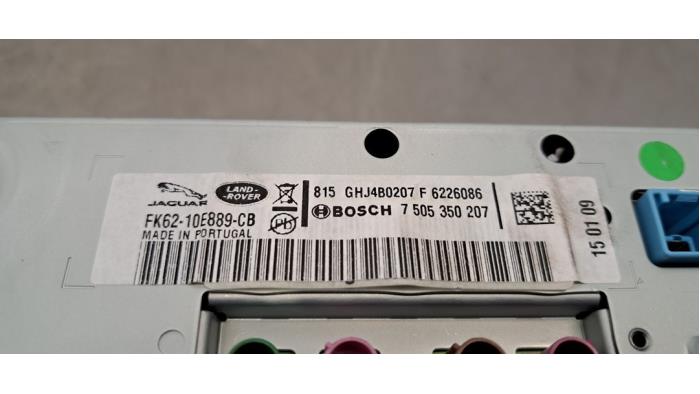 JAGUAR
LAND-
ROVER
815 GHJ4B0207 F 6226086
BOSCH 7 505 350 207
FK62-10E889-CB
MADE IN PORTUGAL
Pb
15 01 09